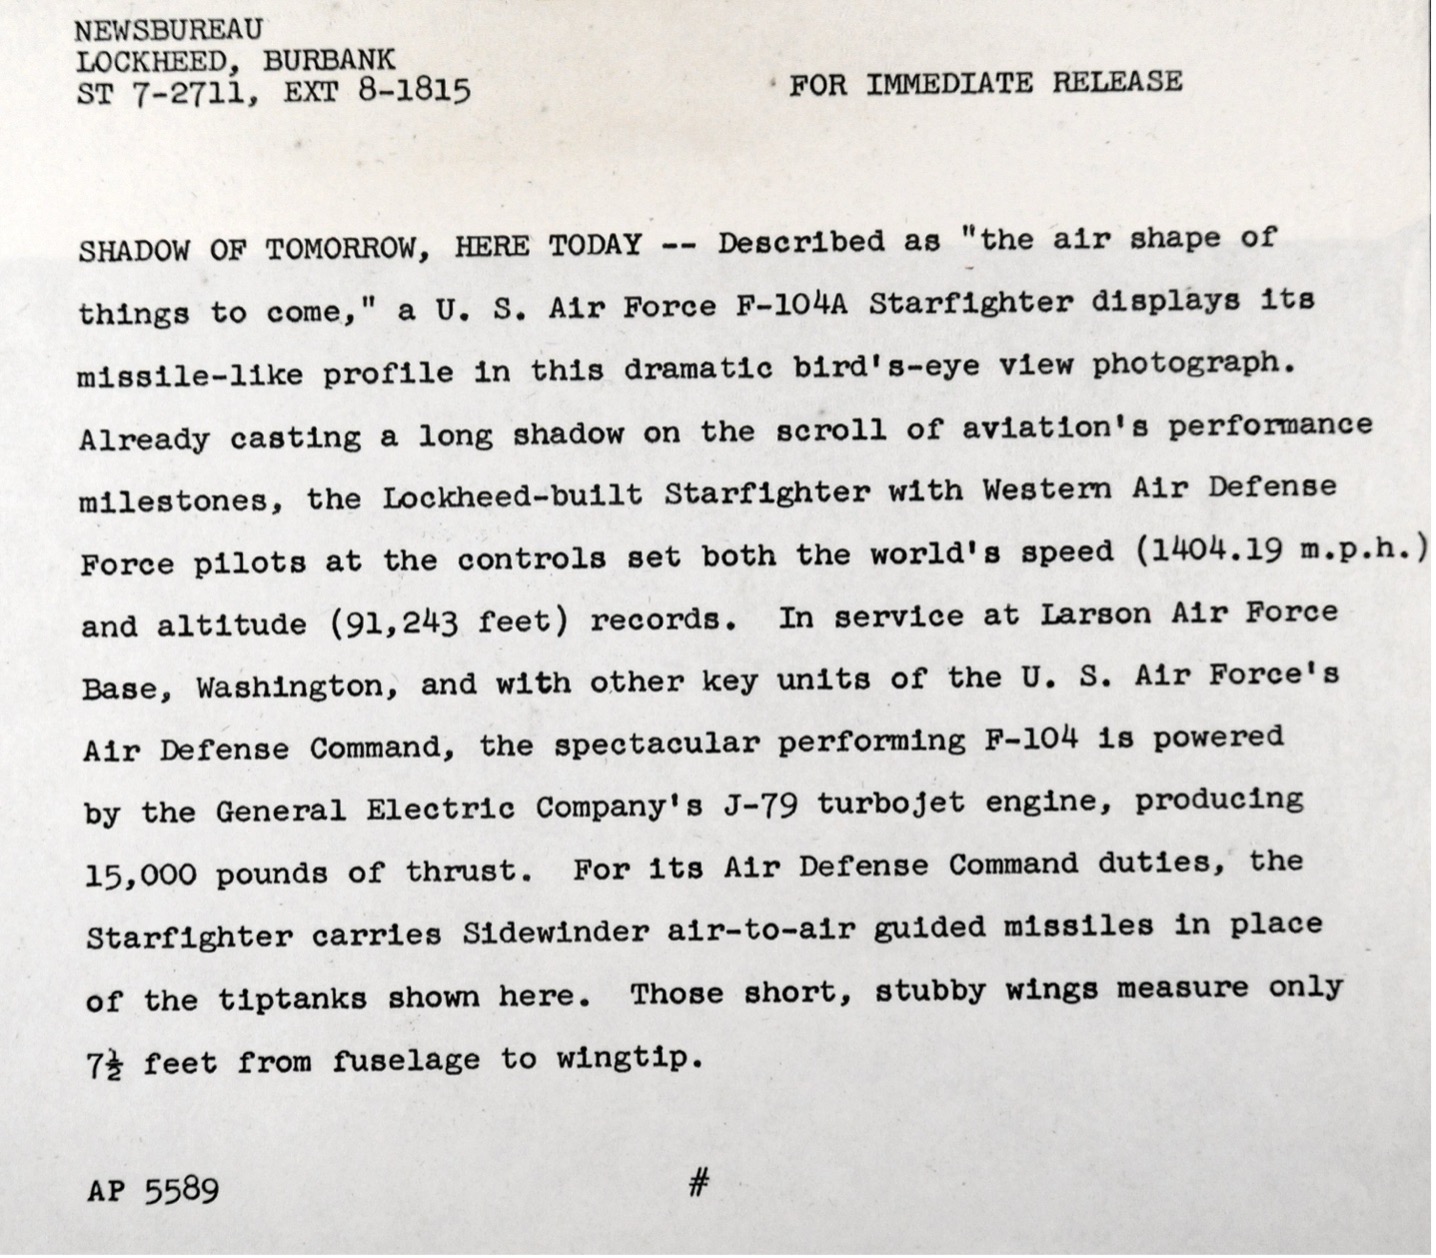 NEWSBUREAU
LOCKHEED, BURBANK
ST 7-2711, EXT 8-1815
FOR IMMEDIATE RELEASE
SHADOW OF TOMORROW, HERE TODAY -- Described as "the air shape of
things to come," a U. S. Air Force F-104A Starfighter displays its
missile-like profile in this dramatic bird's-eye view photograph.
Already casting a long shadow on the scroll of aviation's performance
milestones, the Lockheed-built Starfighter with Western Air Defense
Force pilots at the controls set both the world's speed (1404.19 m.p.h.)
and altitude (91,243 feet) records.  In service at Larson Air Force
Base, Washington, and with other key units of the U. S. Air Force's
Air Defense Command, the spectacular performing F-104 is powered
by the General Electric Company's J-79 turbojet engine, producing
15,000 pounds of thrust.  For its Air Defense Command duties, the
Starfighter carries Sidewinder air-to-air guided missiles in place
of the tiptanks shown here.  Those short, stubby wings measure only
7½ feet from fuselage to wingtip.
AP 5589 #